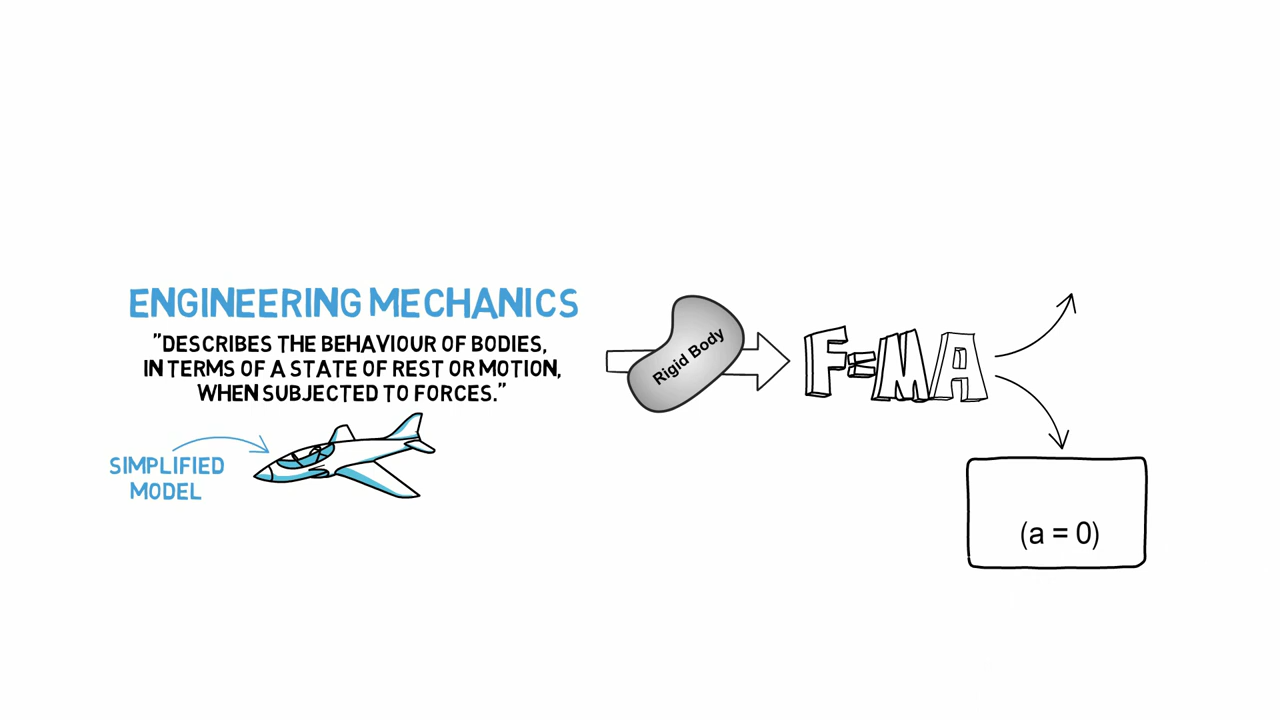 ENGINEERING MECHANICS
"DESCRIBES THE BEHAVIOUR OF BODIES,
IN TERMS OF A STATE OF REST OR MOTION,
WHEN SUBJECTED TO FORCES."
SIMPLIFIED
MODEL
Rigid Body
F=MA
(a = 0)